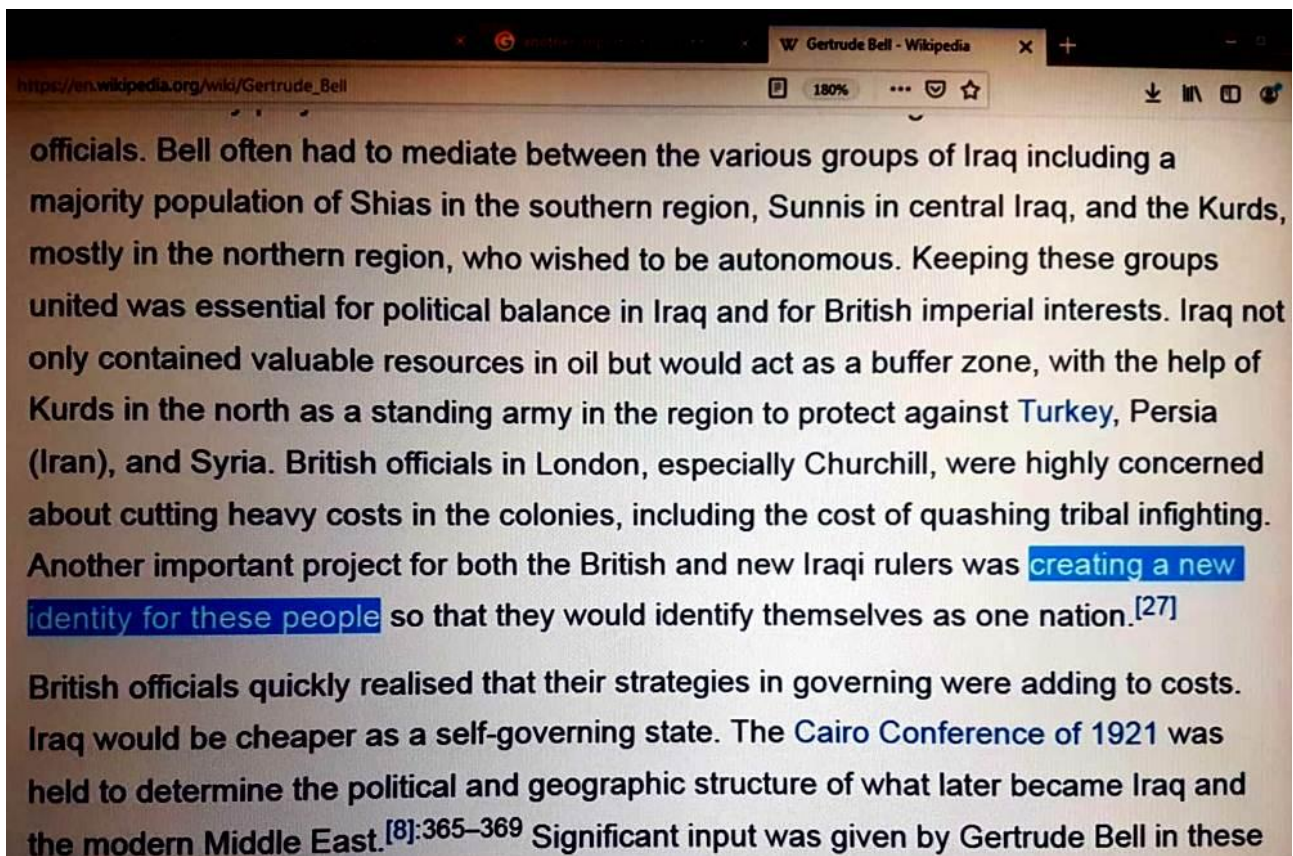 Gertrude Bell - Wikipedia
https://en.wikipedia.org/wiki/Gertrude_Bell
180%
officials. Bell often had to mediate between the various groups of Iraq including a
majority population of Shias in the southern region, Sunnis in central Iraq, and the Kurds,
mostly in the northern region, who wished to be autonomous. Keeping these groups
united was essential for political balance in Iraq and for British imperial interests. Iraq not
only contained valuable resources in oil but would act as a buffer zone, with the help of
Kurds in the north as a standing army in the region to protect against Turkey, Persia
(Iran), and Syria. British officials in London, especially Churchill, were highly concerned
about cutting heavy costs in the colonies, including the cost of quashing tribal infighting.
Another important project for both the British and new Iraqi rulers was creating a new
identity for these people so that they would identify themselves as one nation.[27]
British officials quickly realised that their strategies in governing were adding to costs.
Iraq would be cheaper as a self-governing state. The Cairo Conference of 1921 was
held to determine the political and geographic structure of what later became Iraq and
the modern Middle East.[8]:365–369 Significant input was given by Gertrude Bell in these